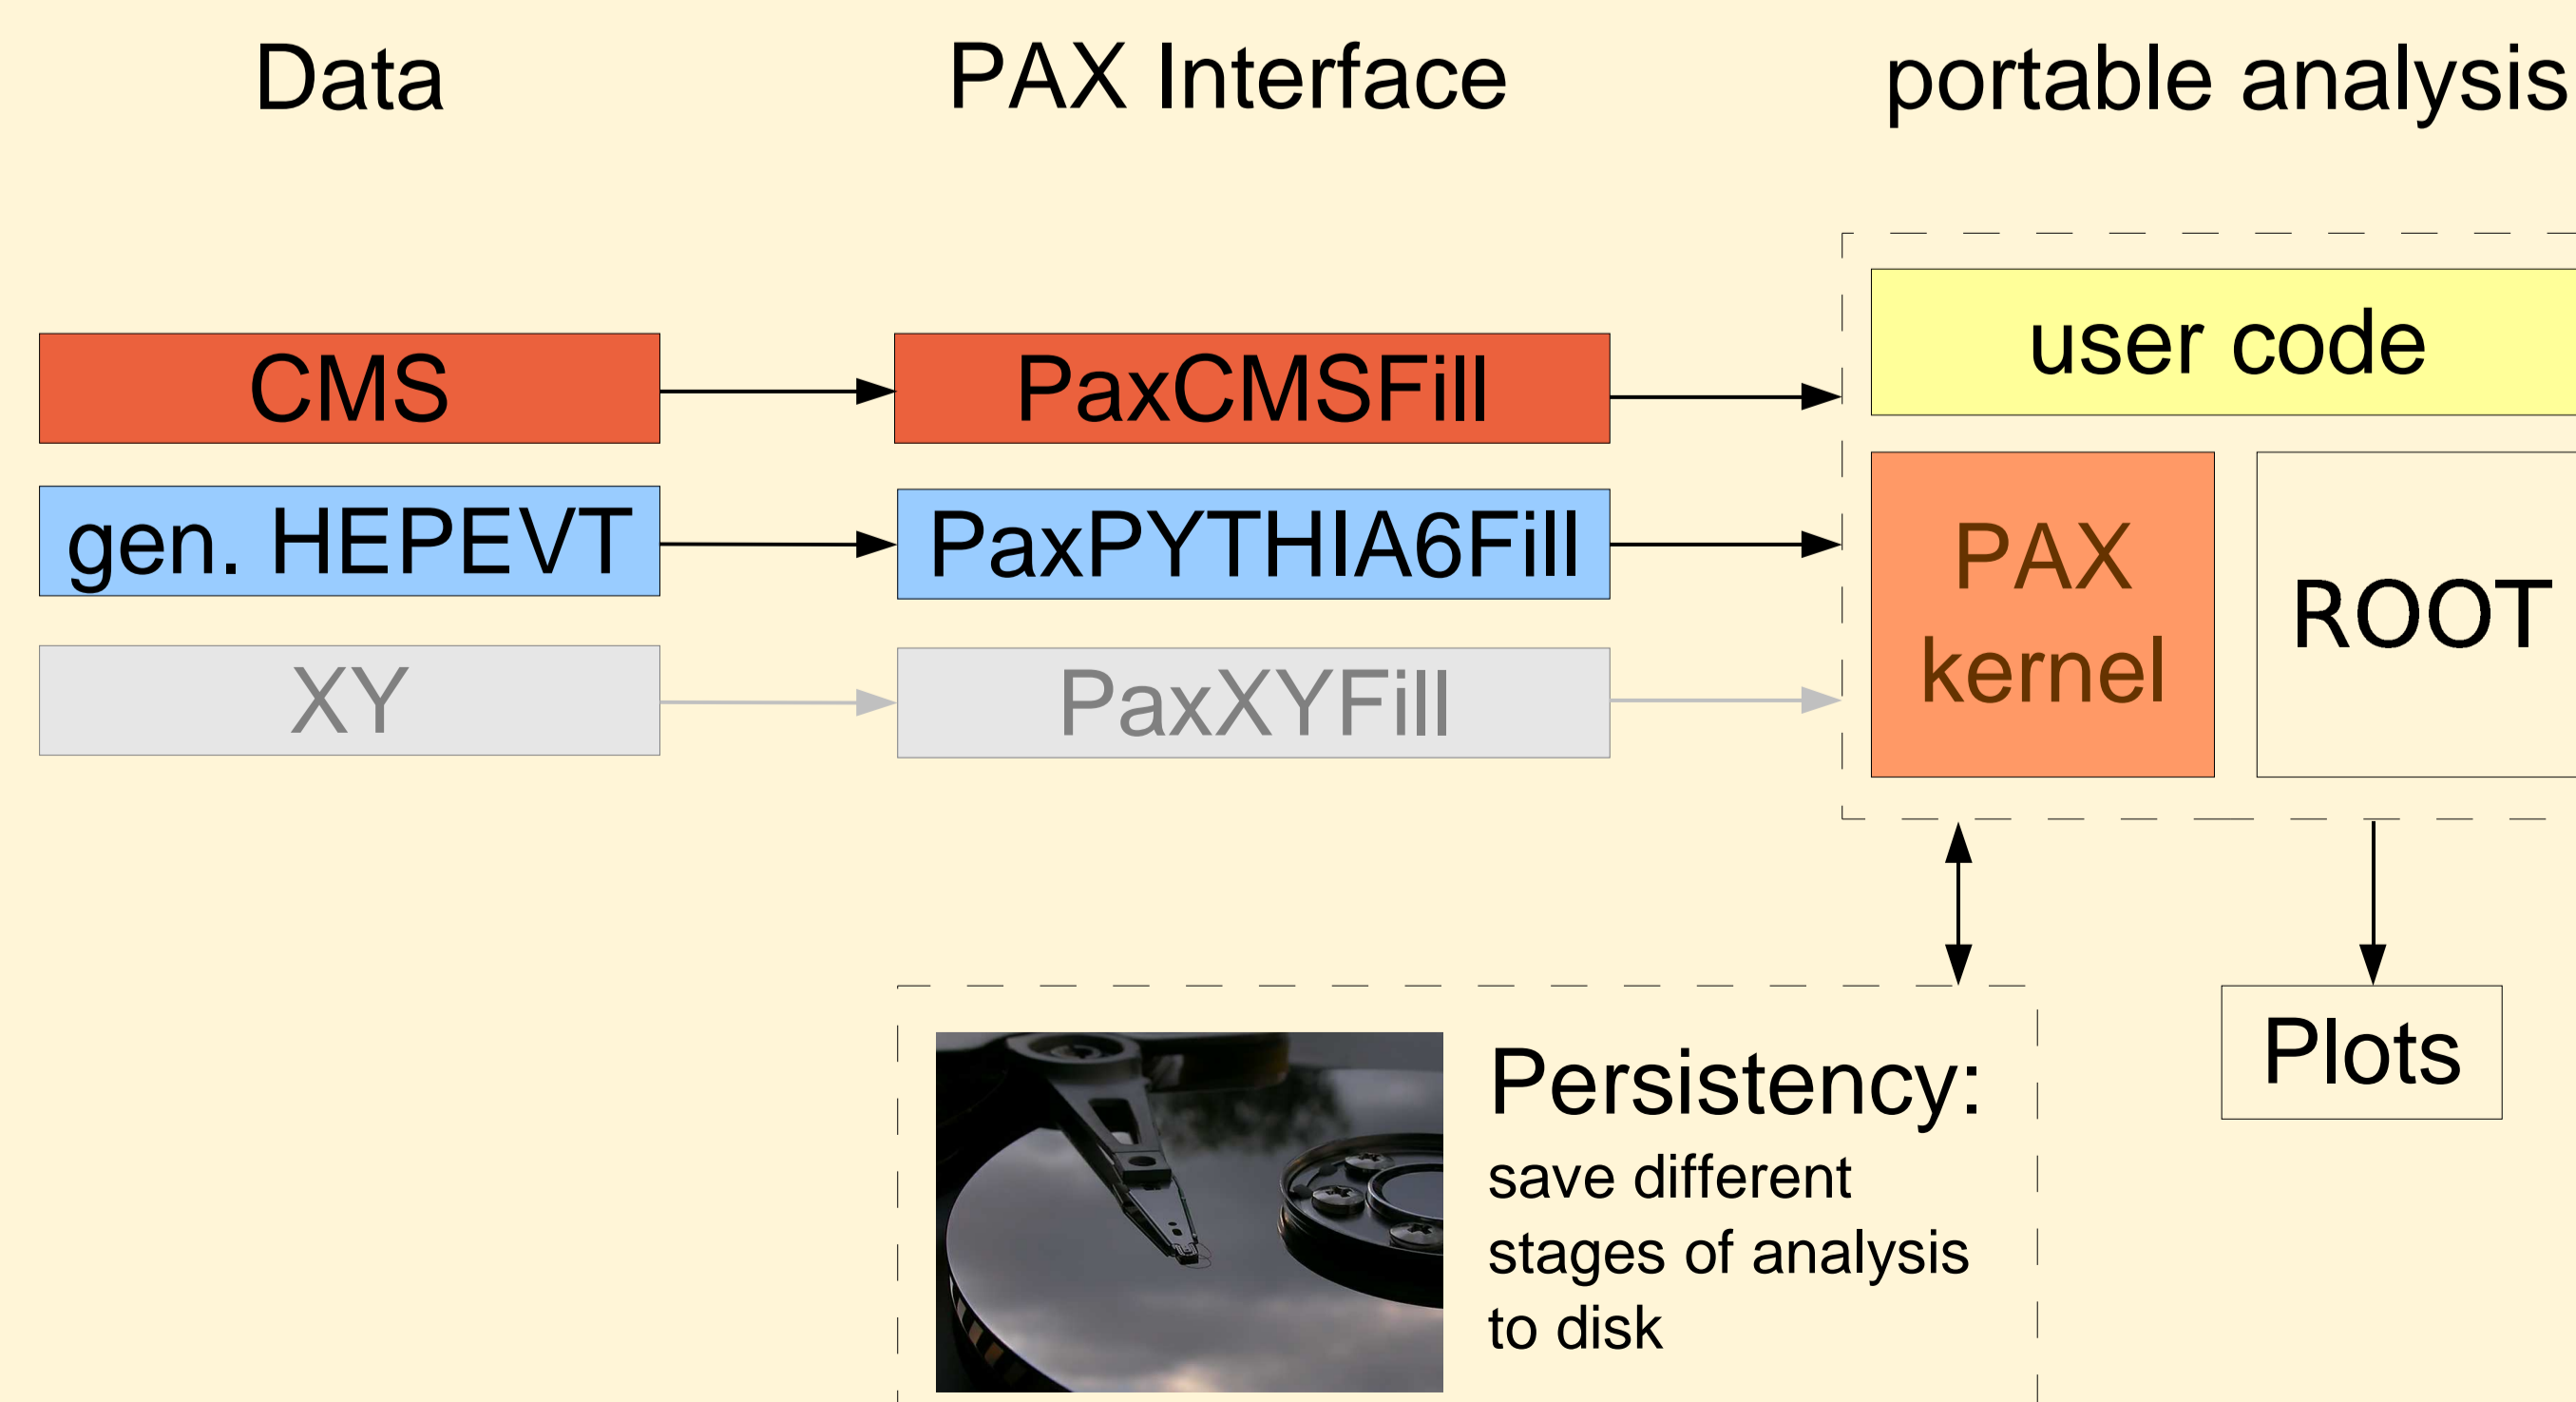 Data
PAX Interface
portable analysis
CMS
PaxCMSFill
user code
gen. HEPEVT
PaxPYTHIA6Fill
PAX
kernel
ROOT
XY
PaxXYFill
Persistency:
save different
stages of analysis
to disk
Plots